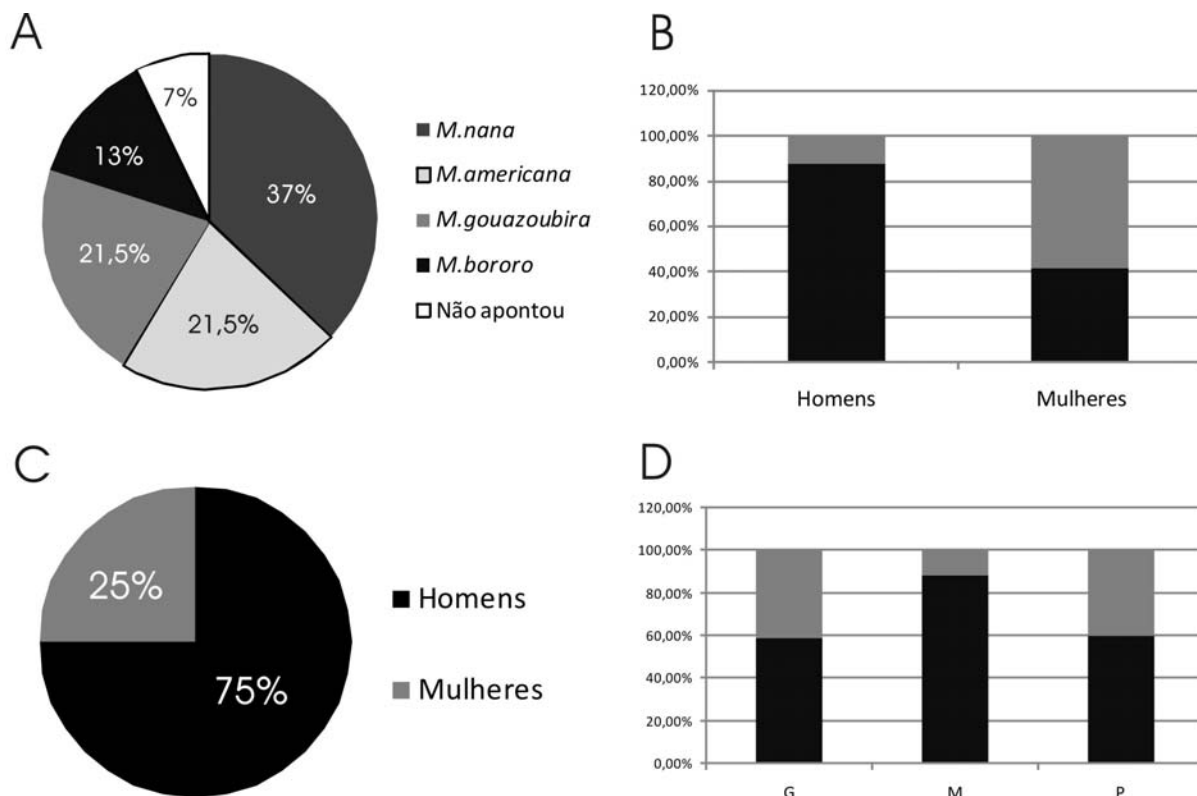 A
7%
13%
37%
21,5%
21,5%
M.nana
M.americana
M.gouazoubira
M.bororo
Não apontou
B
120,00%
100,00%
80,00%
60,00%
40,00%
20,00%
0,00%
Homens
Mulheres
C
25%
75%
Homens
Mulheres
D
120,00%
100,00%
80,00%
60,00%
40,00%
20,00%
0,00%
G
M
P